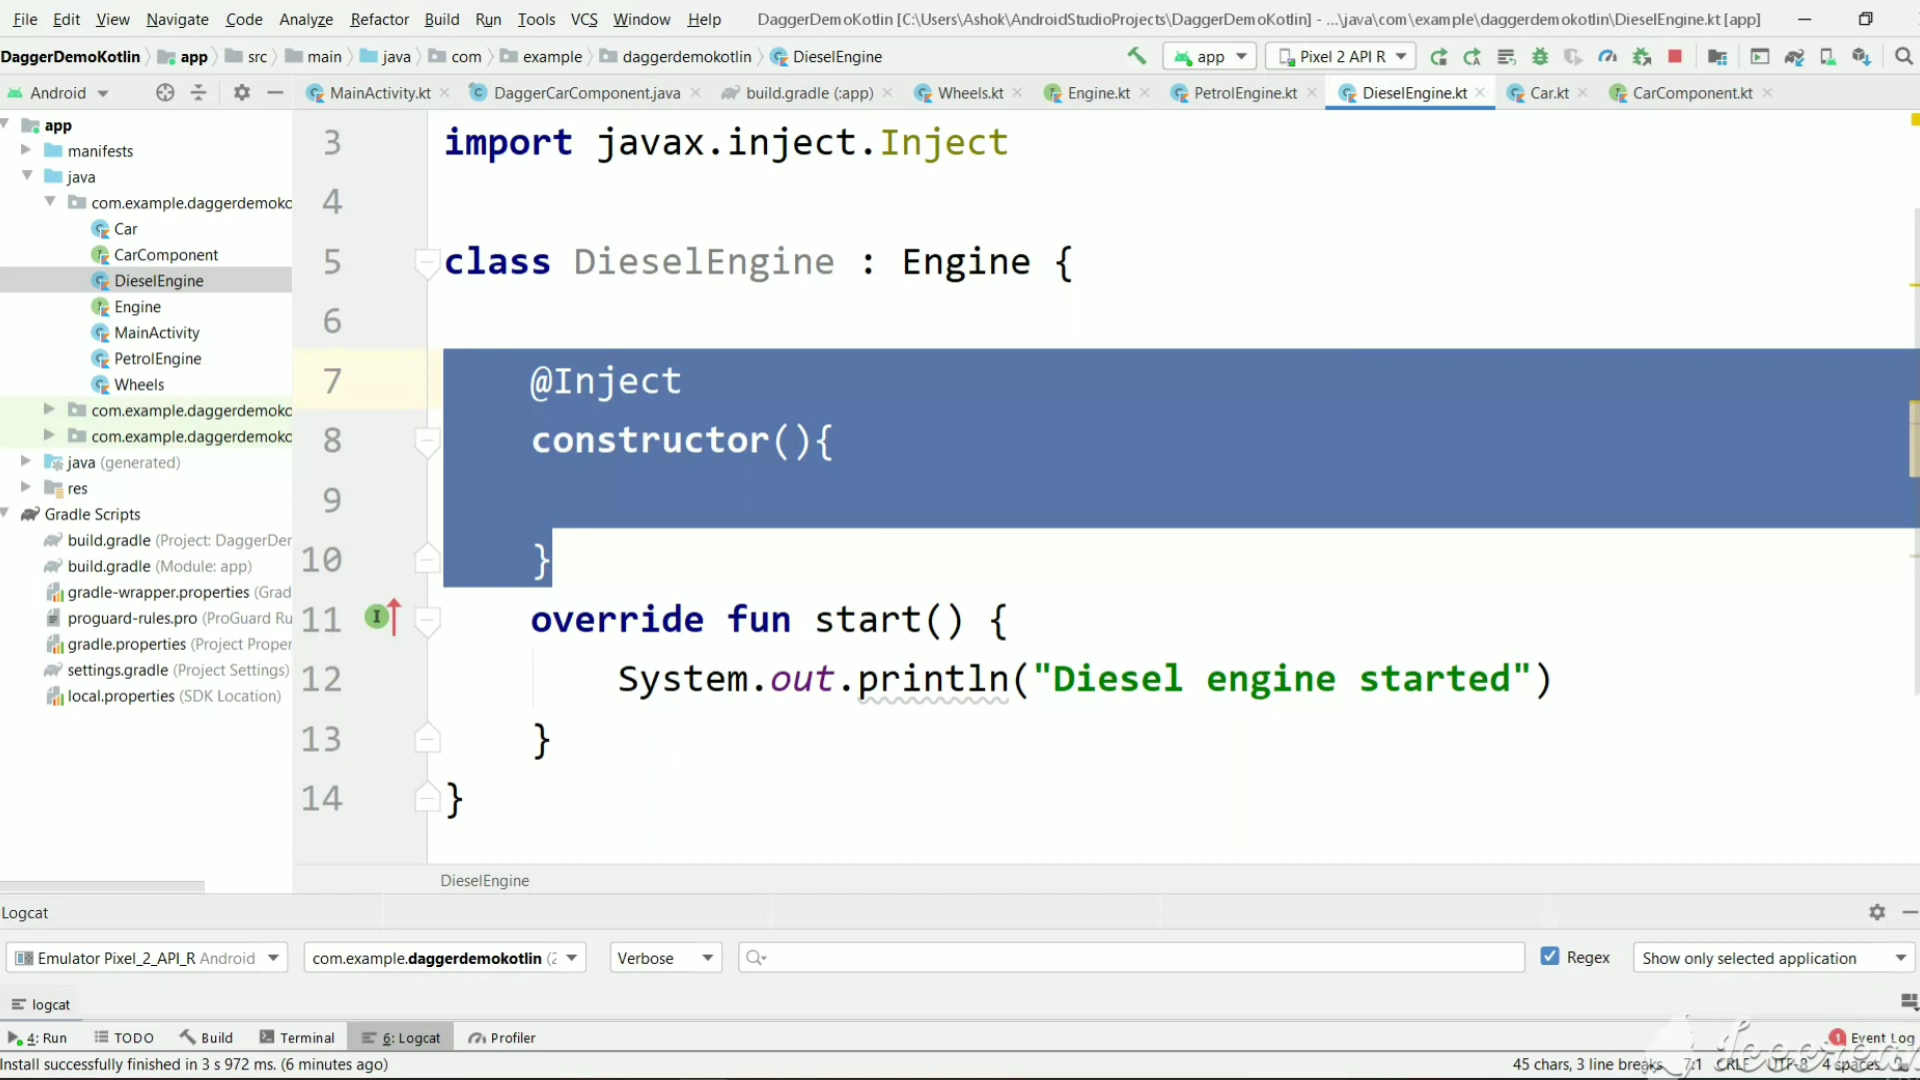 File Edit View Navigate Code Analyze Refactor Build Run Tools VCS Window Help DaggerDemoKotlin [C:\Users\Ashok\AndroidStudioProjects\DaggerDemoKotlin] - ...\java\com\example\daggerdemokotlin\DieselEngine.kt [app]
DaggerDemoKotlin app src main java com example daggerdemokotlin DieselEngine app Pixel 2 API R
Android MainActivity.kt DaggerCarComponent.java build.gradle (:app) Wheels.kt Engine.kt PetrolEngine.kt DieselEngine.kt Car.kt CarComponent.kt
app
manifests
java
com.example.daggerdemoko
Car
CarComponent
DieselEngine
Engine
MainActivity
PetrolEngine
Wheels
com.example.daggerdemoko
com.example.daggerdemoko
java (generated)
res
Gradle Scripts
build.gradle (Project: DaggerDer
build.gradle (Module: app)
gradle-wrapper.properties (Grad
proguard-rules.pro (ProGuard Ru
gradle.properties (Project Proper
settings.gradle (Project Settings)
local.properties (SDK Location)
3 import javax.inject.Inject
4
5 class DieselEngine : Engine {
6
7 @Inject
8 constructor(){
9
10 }
11 override fun start() {
12 System.out.println("Diesel engine started")
13 }
14 }
DieselEngine
Logcat
Emulator Pixel_2_API_R Android com.example.daggerdemokotlin (2 Verbose Regex Show only selected application
logcat
4: Run TODO Build Terminal 6: Logcat Profiler 1 Event Log
Install successfully finished in 3 s 972 ms. (6 minutes ago) 45 chars, 3 line breaks 7:1 CRLF UTF-8 4 spaces